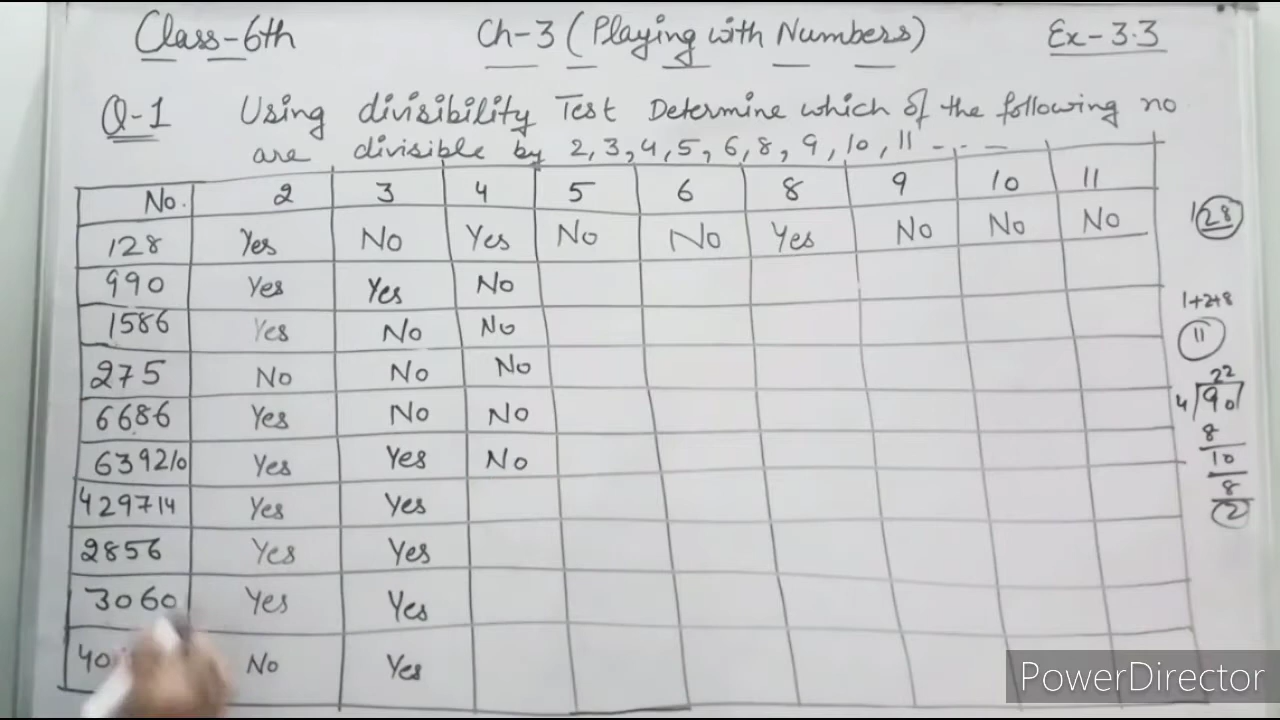 Class-6th Ch-3 (Playing with Numbers) Ex-3.3
Q-1 Using divisibility Test Determine which of the following no
are divisible by 2, 3, 4, 5, 6, 8, 9, 10, 11 - - -
No. 2 3 4 5 6 8 9 10 11
128 Yes No Yes No No Yes No No No
990 Yes Yes No
1586 Yes No No
275 No No No
6686 Yes No No
639210 Yes Yes No
429714 Yes Yes
2856 Yes Yes
3060 Yes Yes
No Yes
128
1+2+8
11
22
4 90
8
10
8
2
PowerDirector